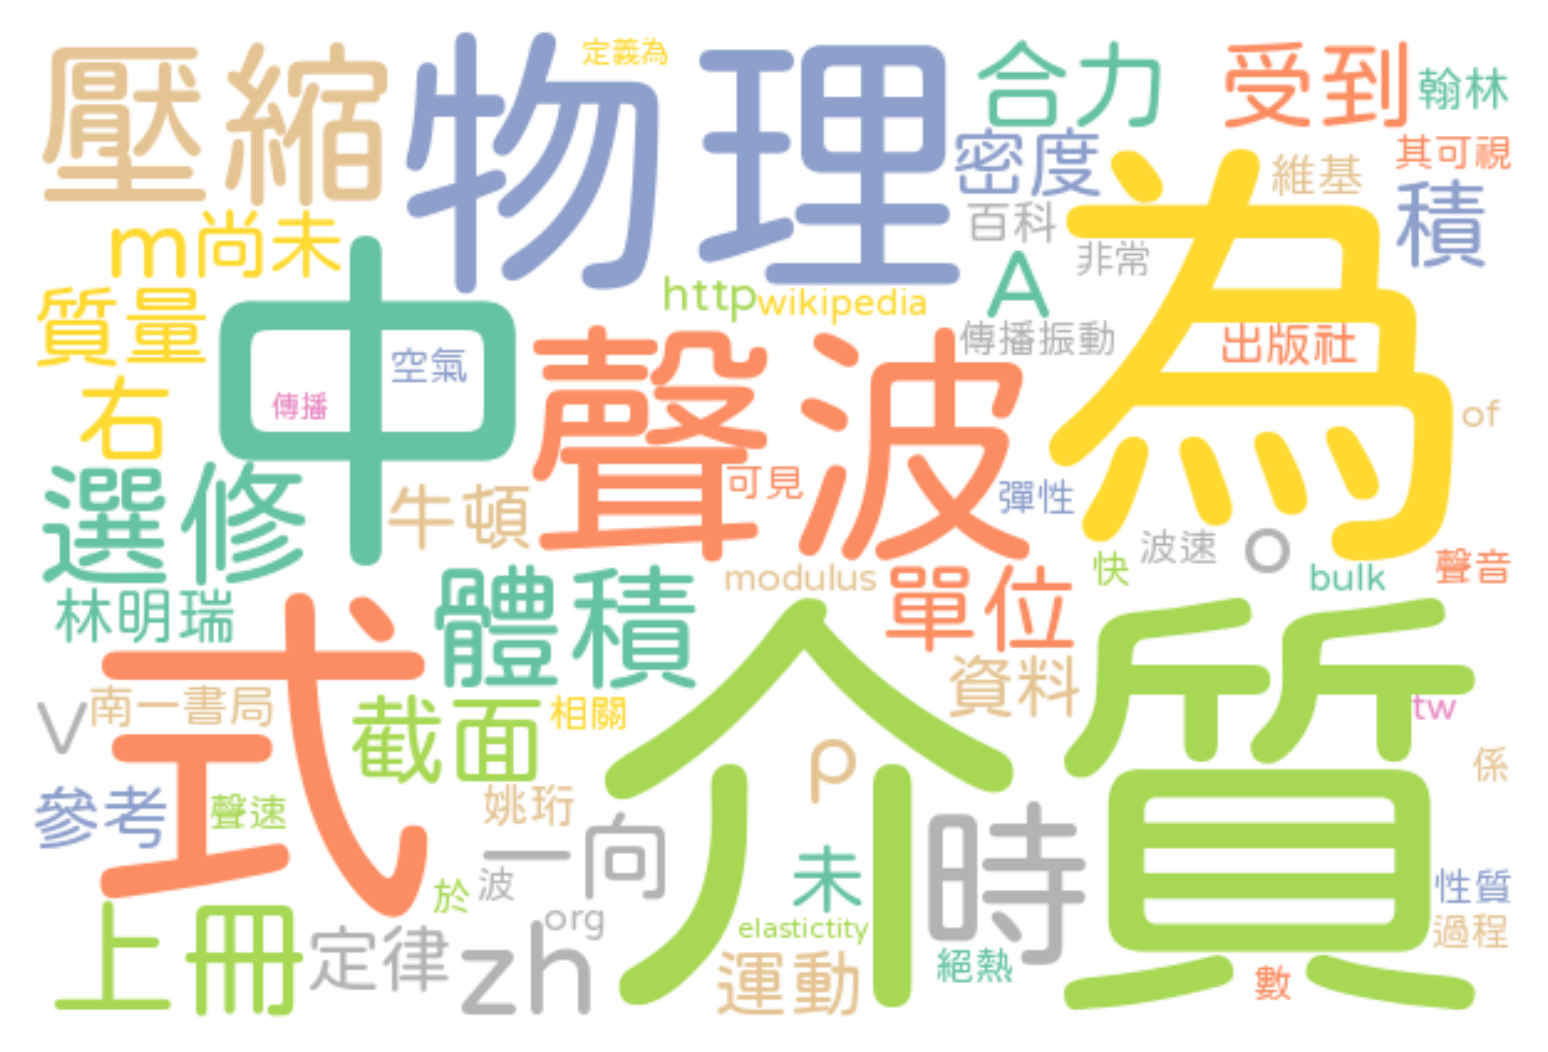 壓縮
物理
定義為
合力
受到
翰林
密度
維基
其可視
為
積
百科
非常
m
尚未
中
A
質量
http
wikipedia
傳播振動
出版社
聲波
空氣
傳播
右
of
選修
牛頓
可見
彈性
波速
o
快
聲音
林明瑞
體積
modulus
單位
bulk
式
介質
資料
V
南一書局
截面
相關
tw
ρ
係
參考
聲速
姚珩
一向
時
未
於
波
性質
上冊
定律
zh
org
elastictity
過程
運動
絕熱
數